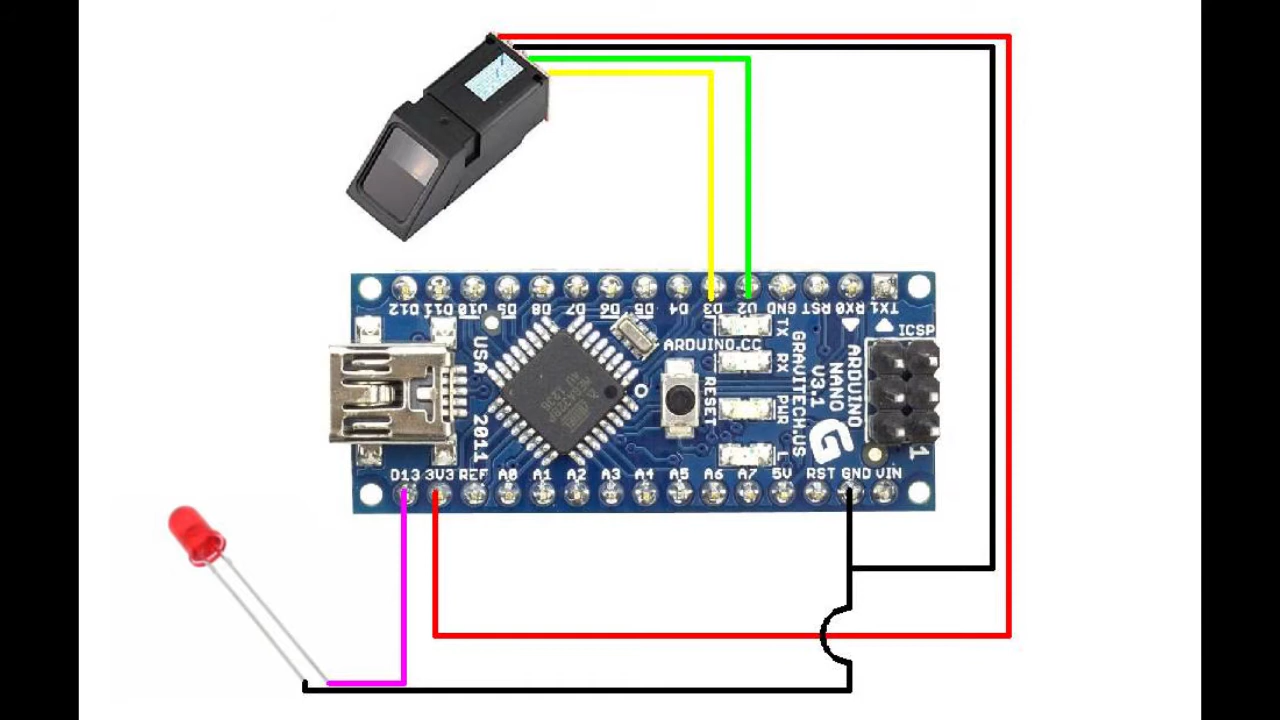 D12 D11 D10 D9 D8 D7 D6 D5 D4 D3 D2 GND RST RX0 TX1
TX
RX
PWR
L
ICSP
ARDUINO.CC
RESET
USA
2011
GRAVITECH.US
ARDUINO
NANO
V3.1
G
1
D13 3V3 REF A0 A1 A2 A3 A4 A5 A6 A7 5V RST GND VIN